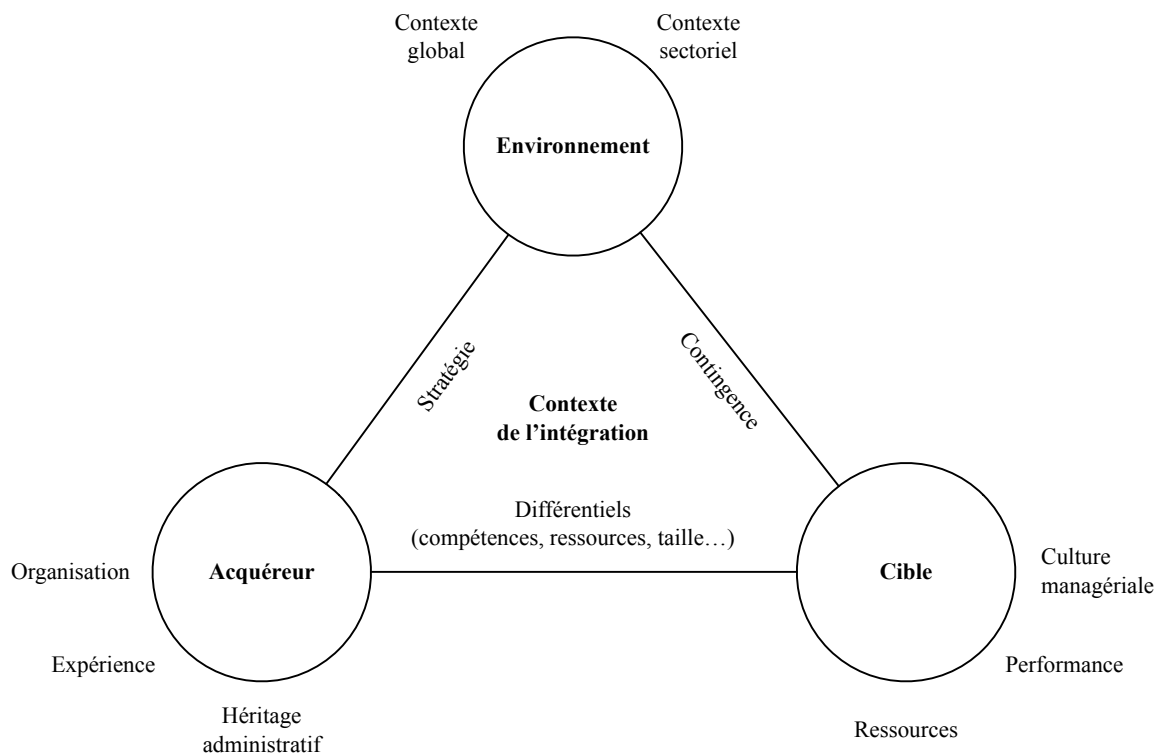 Contexte
global
Contexte
sectoriel
Environnement
Stratégie
Contingence
Contexte
de l’intégration
Différentiels
(compétences, ressources, taille…)
Organisation
Acquéreur
Cible
Culture
managériale
Expérience
Performance
Héritage
administratif
Ressources